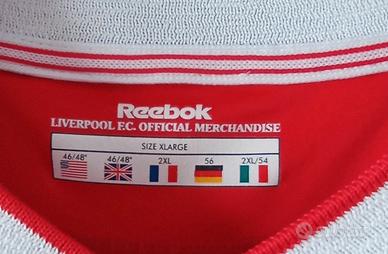 Reebok
LIVERPOOL F.C. OFFICIAL MERCHANDISE
SIZE XLARGE
46/48" 46/48" 2XL 56 2XL/54